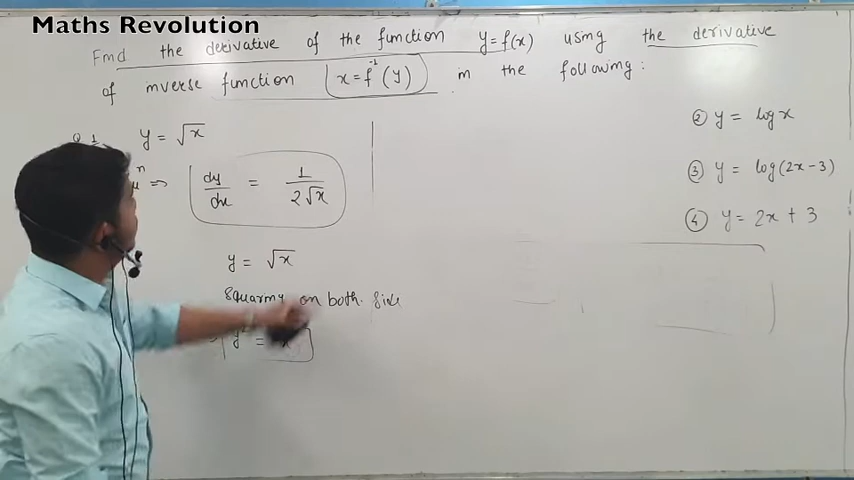 Maths Revolution
Find the derivative of the function y=f(x) using the derivative
of inverse function x=f⁻¹(y) in the following:
Q.1 y = √x
n ⇒ dy/dx = 1/2√x
y = √x
squaring on both side
y² = x
② y = log x
③ y = log(2x-3)
④ y = 2x + 3